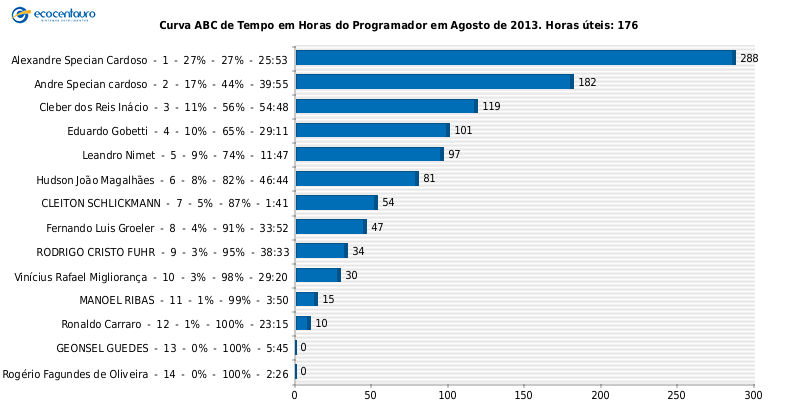 ecocentauro
Curva ABC de Tempo em Horas do Programador em Agosto de 2013. Horas úteis: 176
Alexandre Specian Cardoso - 1 - 27% - 27% - 25:53 288
Andre Specian cardoso - 2 - 17% - 44% - 39:55 182
Cleber dos Reis Inácio - 3 - 11% - 56% - 54:48 119
Eduardo Gobetti - 4 - 10% - 65% - 29:11 101
Leandro Nimet - 5 - 9% - 74% - 11:47 97
Hudson João Magalhães - 6 - 8% - 82% - 46:44 81
CLEITON SCHLICKMANN - 7 - 5% - 87% - 1:41 54
Fernando Luis Groeler - 8 - 4% - 91% - 33:52 47
RODRIGO CRISTO FUHR - 9 - 3% - 95% - 38:33 34
Vinícius Rafael Migliorança - 10 - 3% - 98% - 29:20 30
MANOEL RIBAS - 11 - 1% - 99% - 3:50 15
Ronaldo Carraro - 12 - 1% - 100% - 23:15 10
GEONSEL GUEDES - 13 - 0% - 100% - 5:45 0
Rogério Fagundes de Oliveira - 14 - 0% - 100% - 2:26 0
0 50 100 150 200 250 300